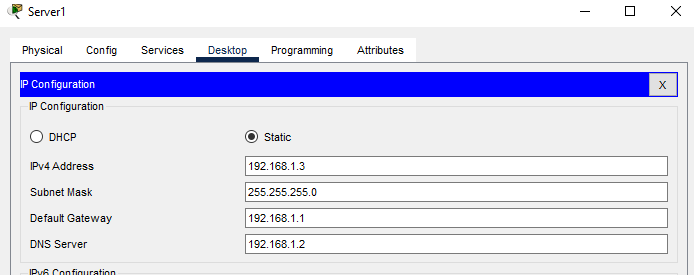 Server1
Physical Config Services Desktop Programming Attributes
IP Configuration
X
IP Configuration
DHCP Static
IPv4 Address 192.168.1.3
Subnet Mask 255.255.255.0
Default Gateway 192.168.1.1
DNS Server 192.168.1.2
IPv6 Configuration